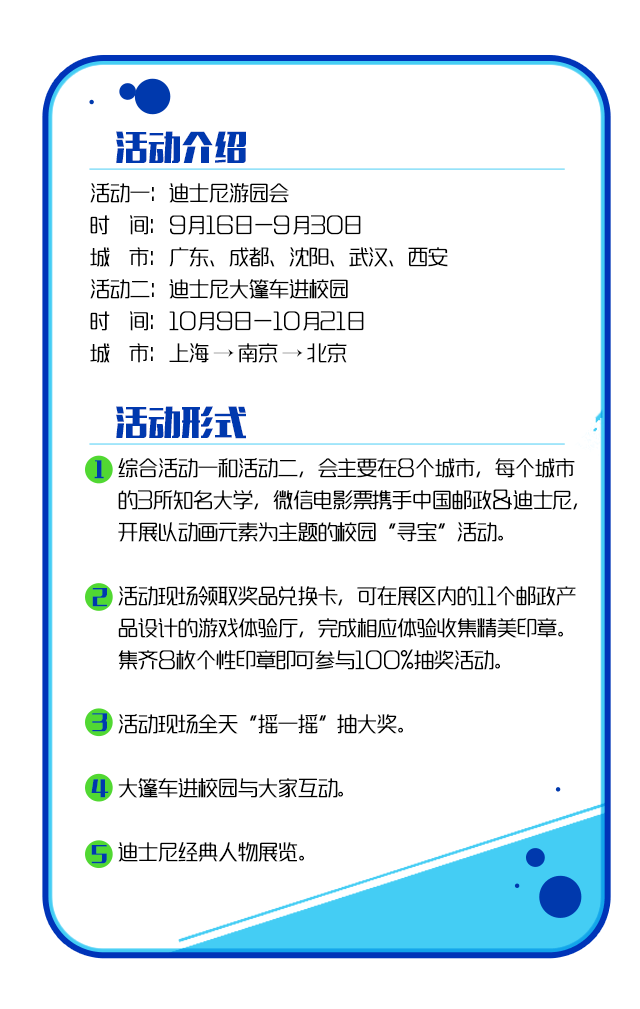 活动介绍
活动一：迪士尼游园会
时　间：9月16日—9月30日
城　市：广东、成都、沈阳、武汉、西安
活动二：迪士尼大篷车进校园
时　间：10月9日—10月21日
城　市：上海→南京→北京
活动形式
1 综合活动一和活动二，会主要在8个城市，每个城市
的3所知名大学，微信电影票携手中国邮政&迪士尼，
开展以动画元素为主题的校园“寻宝”活动。
2 活动现场领取奖品兑换卡，可在展区内的11个邮政产
品设计的游戏体验厅，完成相应体验收集精美印章。
集齐8枚个性印章即可参与100%抽奖活动。
3 活动现场全天“摇一摇”抽大奖。
4 大篷车进校园与大家互动。
5 迪士尼经典人物展览。